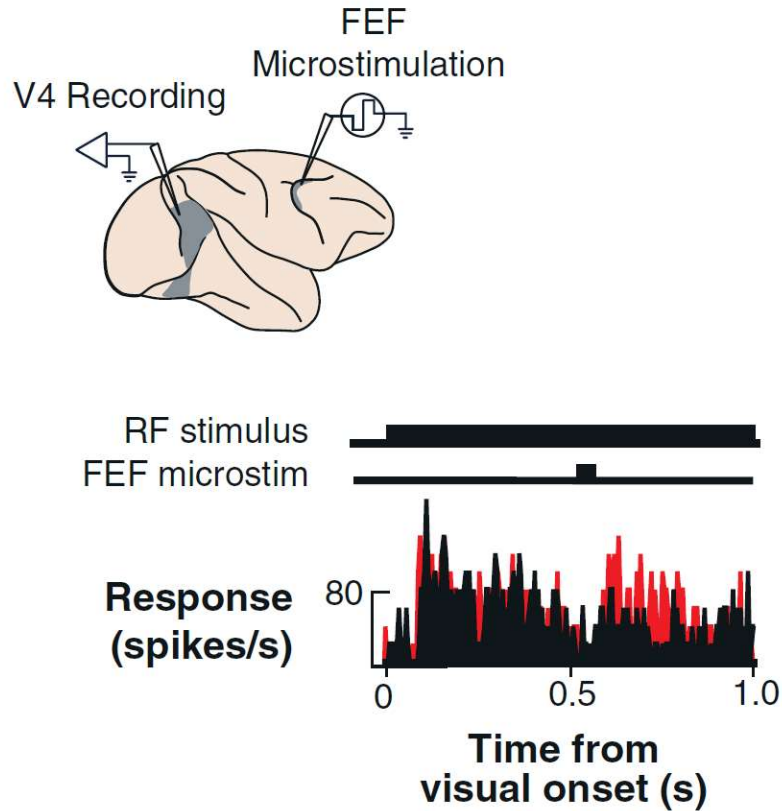 FEF
Microstimulation
V4 Recording
RF stimulus
FEF microstim
Response
(spikes/s)
80
0
0.5
1.0
Time from
visual onset (s)